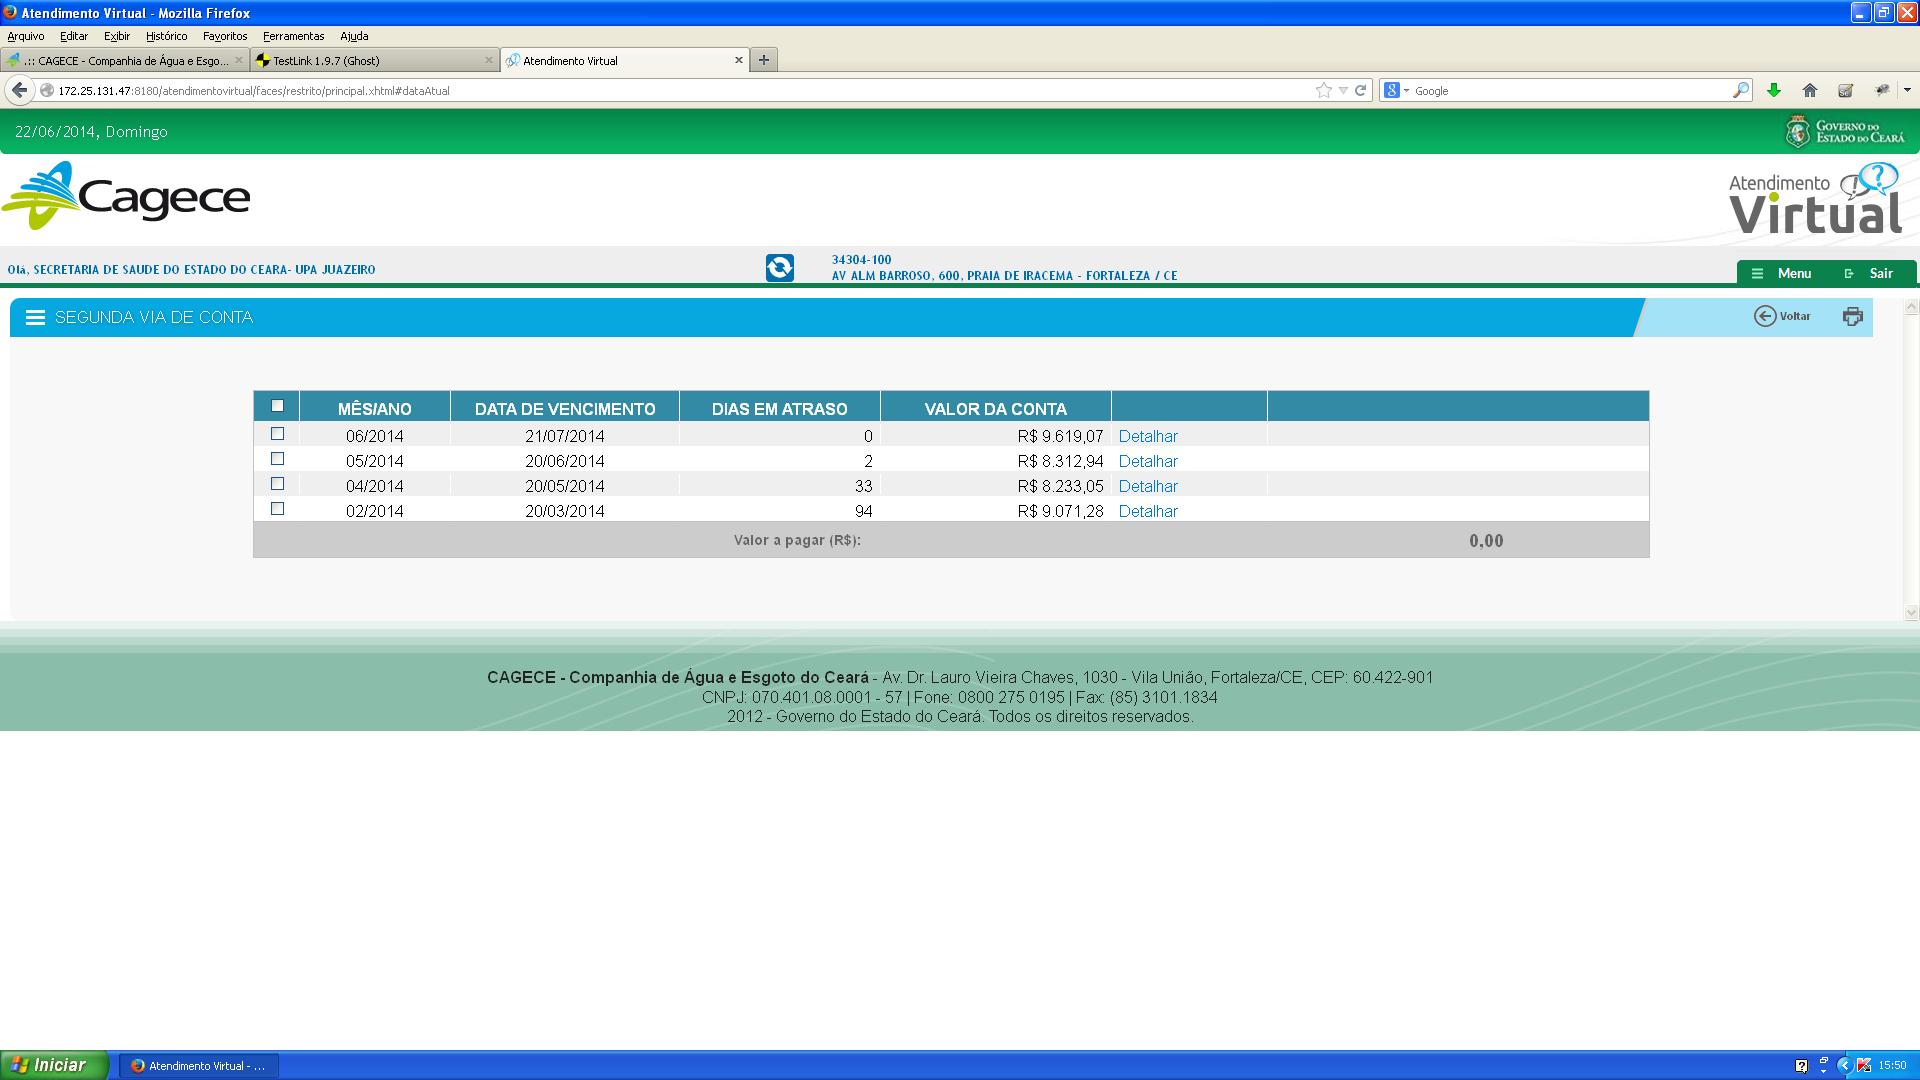 Atendimento Virtual - Mozilla Firefox
Arquivo Editar Exibir Histórico Favoritos Ferramentas Ajuda
.:: CAGECE - Companhia de Água e Esgo... TestLink 1.9.7 (Ghost) Atendimento Virtual
172.25.131.47:8180/atendimentovirtual/faces/restrito/principal.xhtml#dataAtual Google
22/06/2014, Domingo
GOVERNO DO
ESTADO DO CEARÁ
Cagece
Atendimento
Virtual
Olá, SECRETARIA DE SAUDE DO ESTADO DO CEARA- UPA JUAZEIRO
34304-100
AV ALM BARROSO, 600, PRAIA DE IRACEMA - FORTALEZA / CE
Menu Sair
SEGUNDA VIA DE CONTA Voltar
MÊS/ANO DATA DE VENCIMENTO DIAS EM ATRASO VALOR DA CONTA
06/2014 21/07/2014 0 R$ 9.619,07 Detalhar
05/2014 20/06/2014 2 R$ 8.312,94 Detalhar
04/2014 20/05/2014 33 R$ 8.233,05 Detalhar
02/2014 20/03/2014 94 R$ 9.071,28 Detalhar
Valor a pagar (R$): 0,00
CAGECE - Companhia de Água e Esgoto do Ceará - Av. Dr. Lauro Vieira Chaves, 1030 - Vila União, Fortaleza/CE, CEP: 60.422-901
CNPJ: 070.401.08.0001 - 57 | Fone: 0800 275 0195 | Fax: (85) 3101.1834
2012 - Governo do Estado do Ceará. Todos os direitos reservados.
Iniciar Atendimento Virtual - ... 15:50